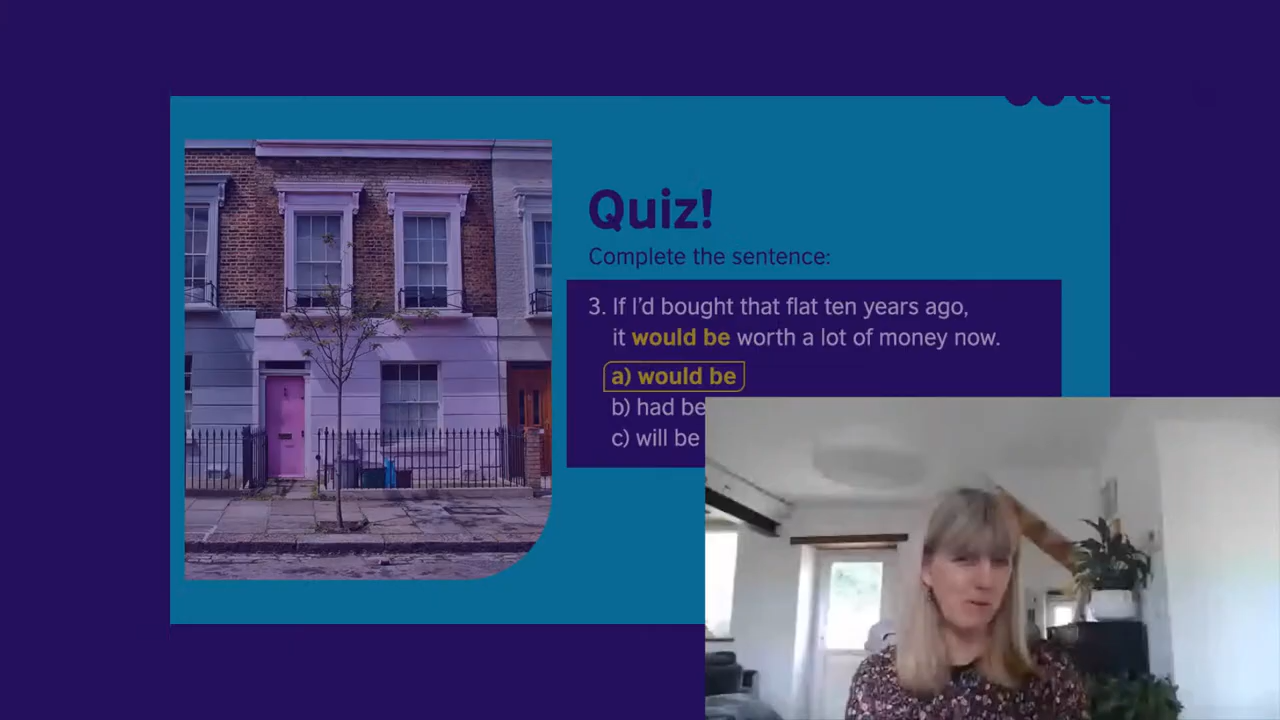 Quiz!
Complete the sentence:
3. If I'd bought that flat ten years ago,
it would be worth a lot of money now.
a) would be
b) had
c) will be